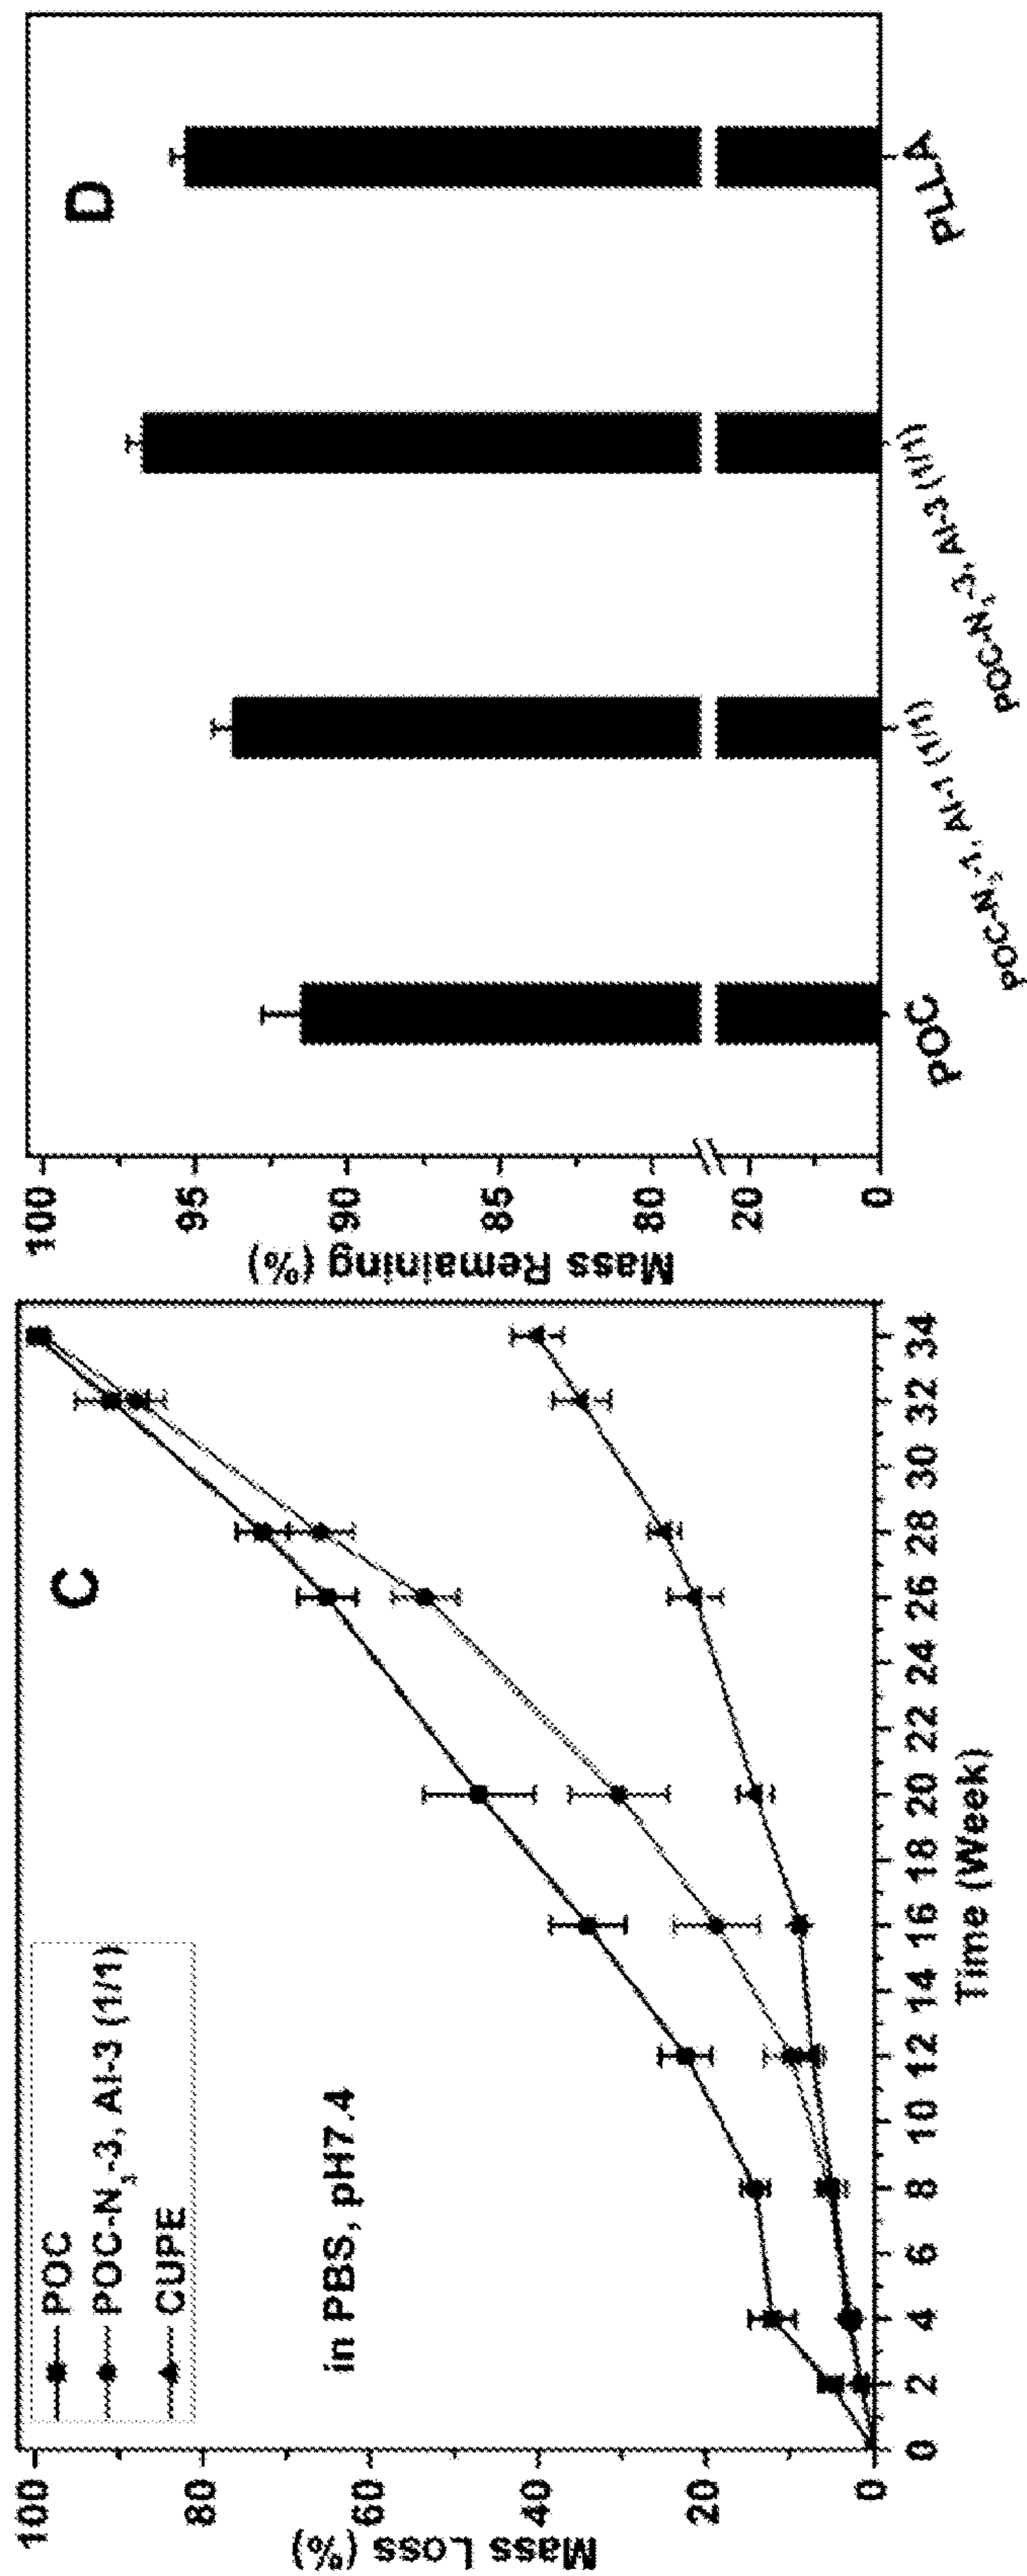 C
POC
POC-N₃-3, Al-3 (1/1)
CUPE
in PBS, pH7.4
Mass Loss (%)
100
80
60
40
20
0
0 2 4 6 8 10 12 14 16 18 20 22 24 26 28 30 32 34
Time (Week)
D
Mass Remaining (%)
100
95
90
85
80
20
0
POC
POC-N₃-1, Al-1 (1/1)
POC-N₃-3, Al-3 (1/1)
PLLA